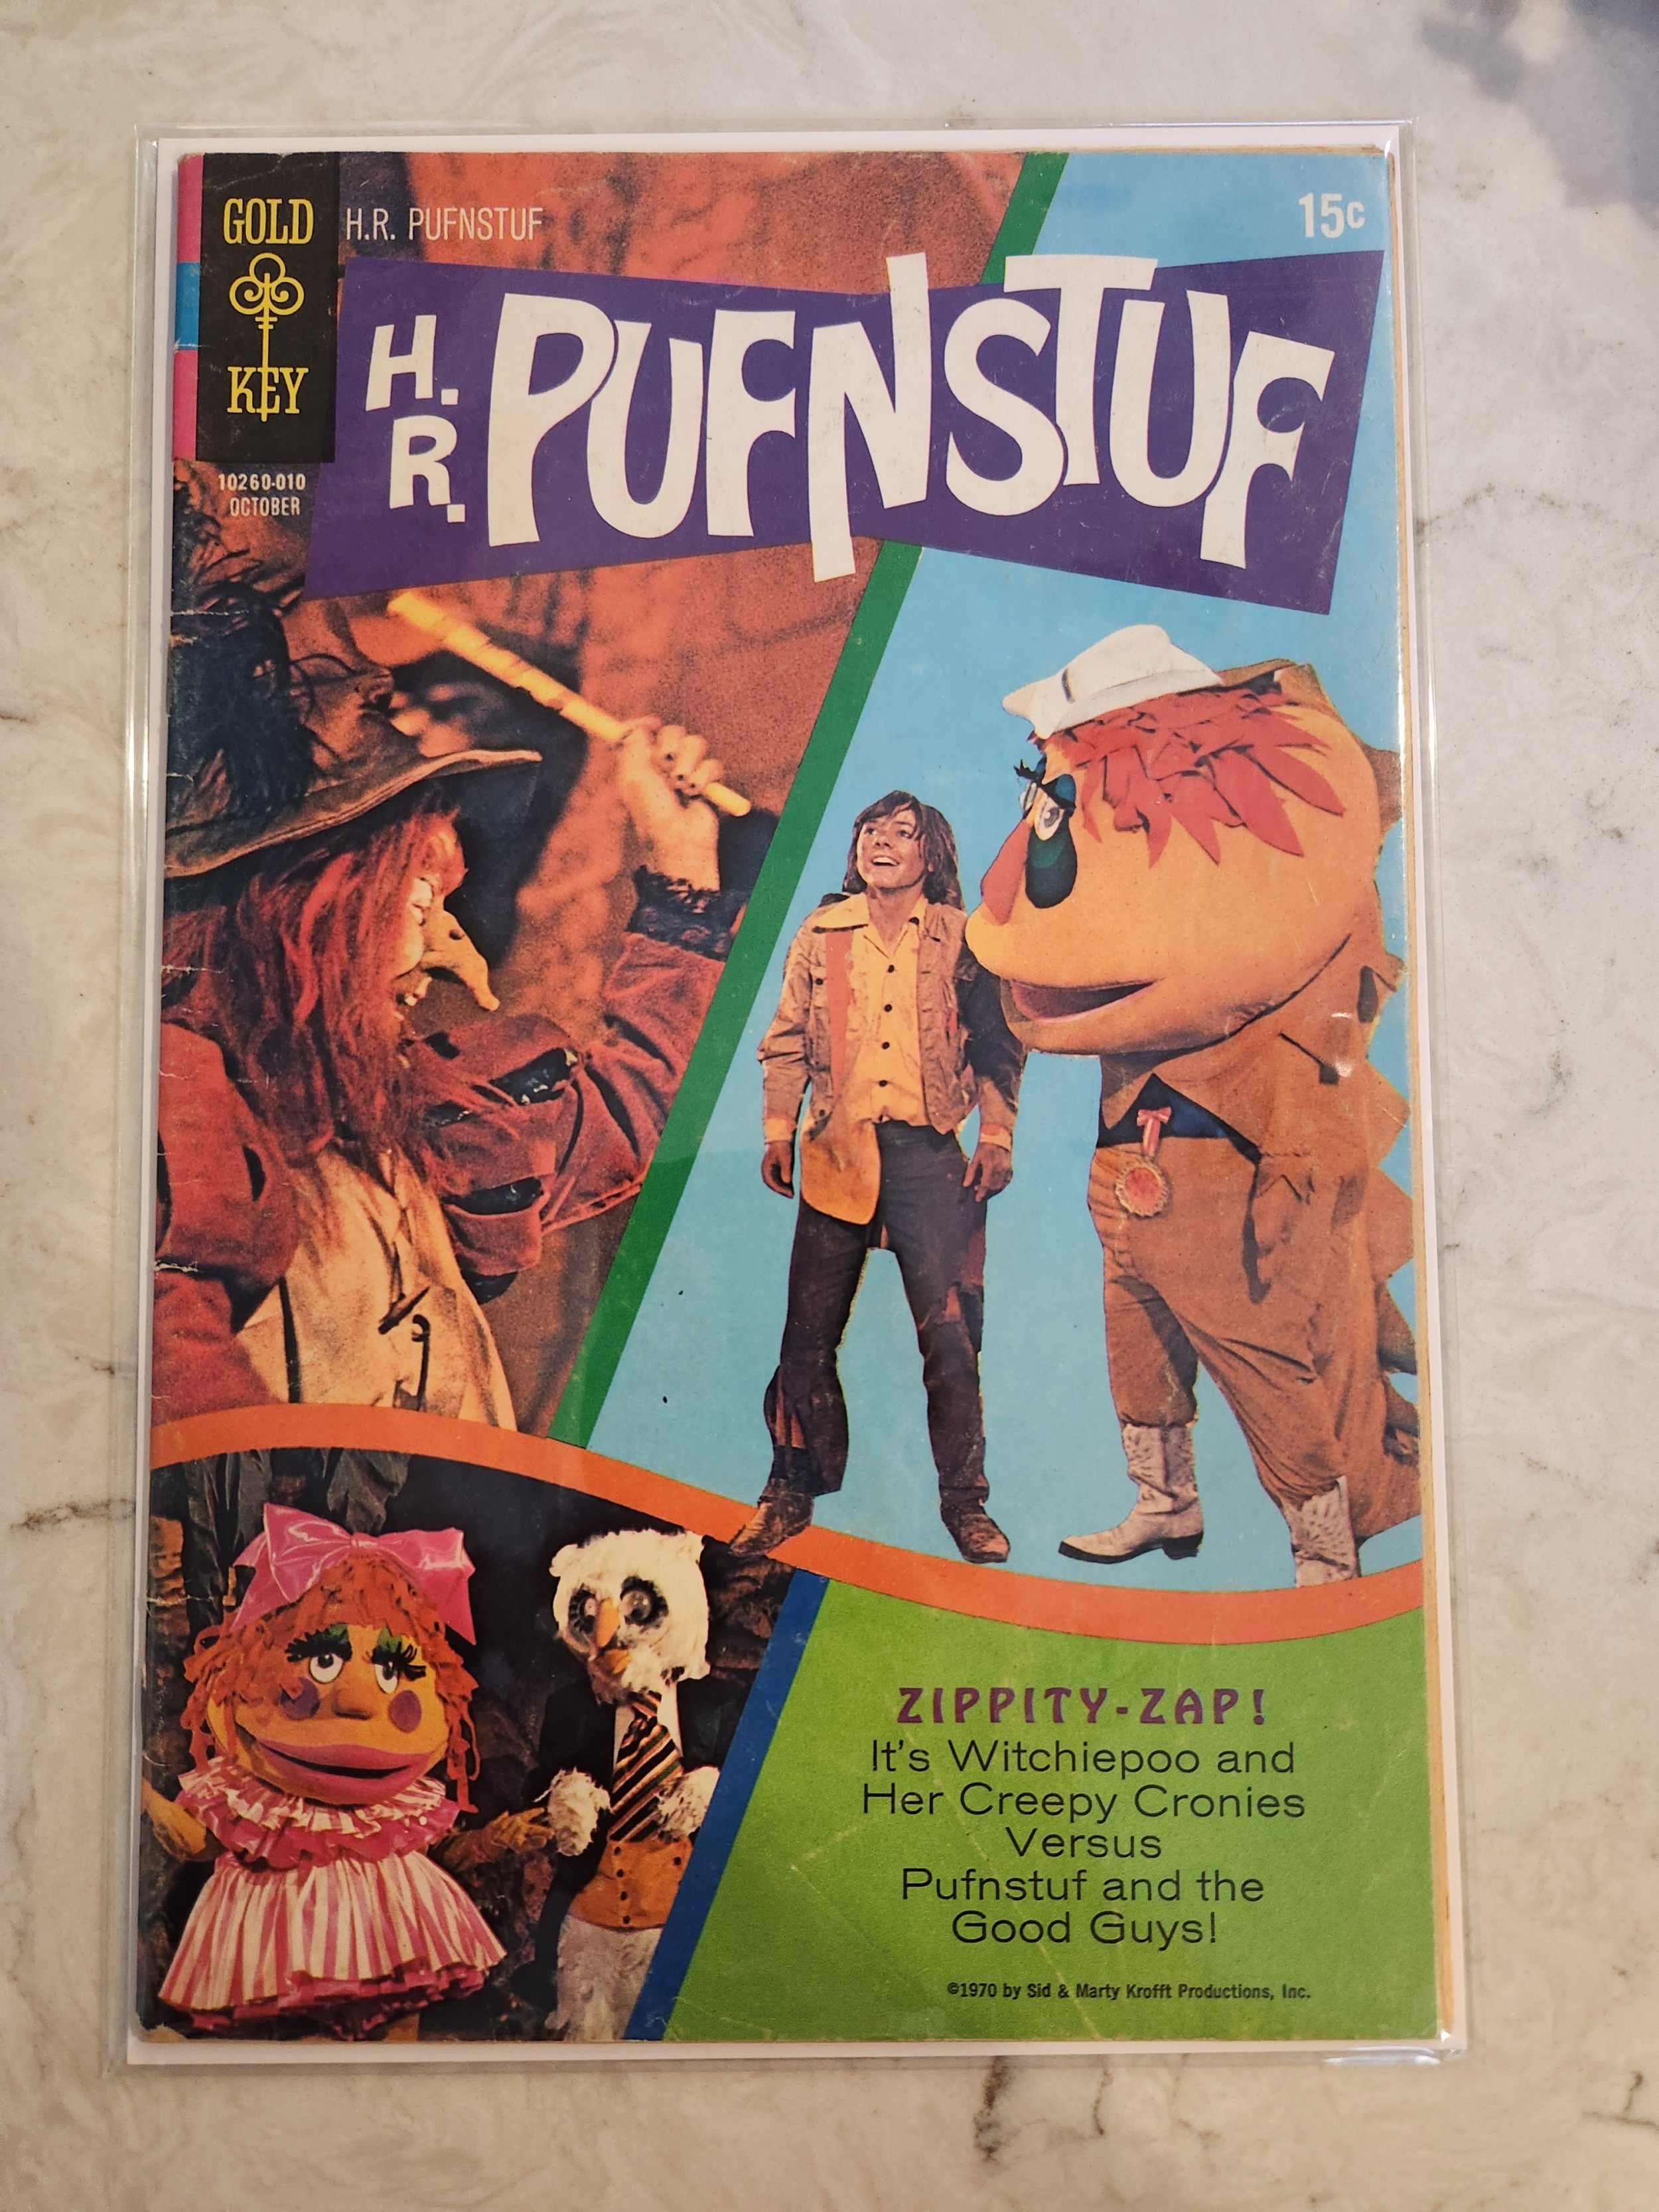 GOLD
KEY
H.R. PUFNSTUF
15c
H.
R.
PUFNSTUF
10260-010
OCTOBER
ZIPPITY-ZAP!
It's Witchiepoo and
Her Creepy Cronies
Versus
Pufnstuf and the
Good Guys!
©1970 by Sid & Marty Krofft Productions, Inc.